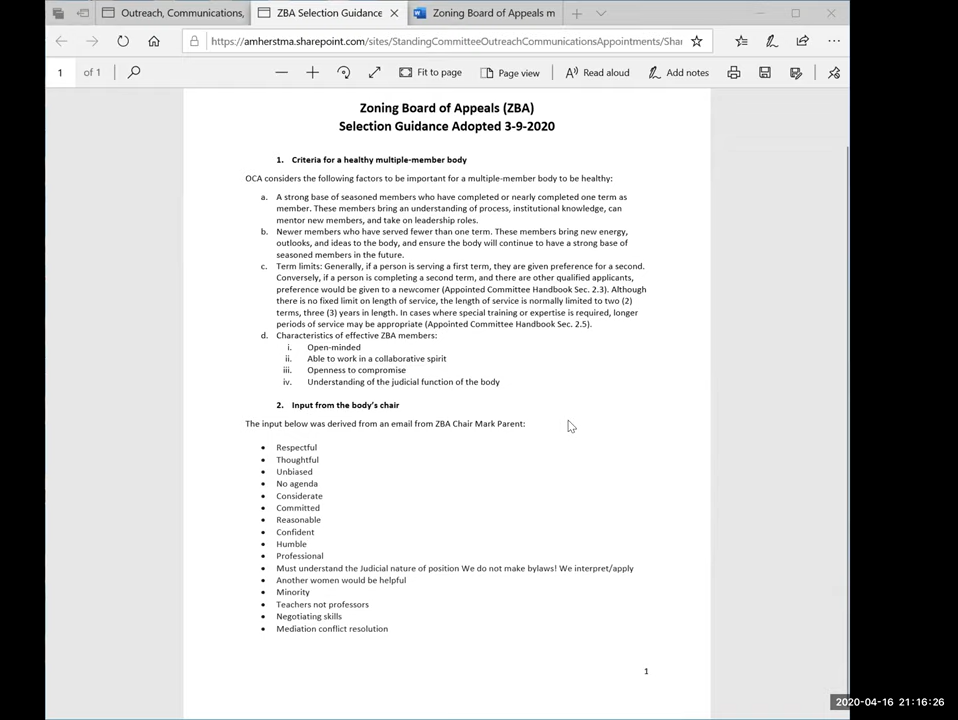 Outreach, Communications,
ZBA Selection Guidance
Zoning Board of Appeals m
https://amherstma.sharepoint.com/sites/StandingCommitteeOutreachCommunicationsAppointments/Shar
1 of 1
Fit to page
Page view
Read aloud
Add notes
Zoning Board of Appeals (ZBA)
Selection Guidance Adopted 3-9-2020
1. Criteria for a healthy multiple-member body
OCA considers the following factors to be important for a multiple-member body to be healthy:
a. A strong base of seasoned members who have completed or nearly completed one term as
member. These members bring an understanding of process, institutional knowledge, can
mentor new members, and take on leadership roles.
b. Newer members who have served fewer than one term. These members bring new energy,
outlooks, and ideas to the body, and ensure the body will continue to have a strong base of
seasoned members in the future.
c. Term limits: Generally, if a person is serving a first term, they are given preference for a second.
Conversely, if a person is completing a second term, and there are other qualified applicants,
preference would be given to a newcomer (Appointed Committee Handbook Sec. 2.3). Although
there is no fixed limit on length of service, the length of service is normally limited to two (2)
terms, three (3) years in length. In cases where special training or expertise is required, longer
periods of service may be appropriate (Appointed Committee Handbook Sec. 2.5).
d. Characteristics of effective ZBA members:
i. Open-minded
ii. Able to work in a collaborative spirit
iii. Openness to compromise
iv. Understanding of the judicial function of the body
2. Input from the body's chair
The input below was derived from an email from ZBA Chair Mark Parent:
• Respectful
• Thoughtful
• Unbiased
• No agenda
• Considerate
• Committed
• Reasonable
• Confident
• Humble
• Professional
• Must understand the Judicial nature of position We do not make bylaws! We interpret/apply
• Another women would be helpful
• Minority
• Teachers not professors
• Negotiating skills
• Mediation conflict resolution
1
2020-04-16 21:16:26